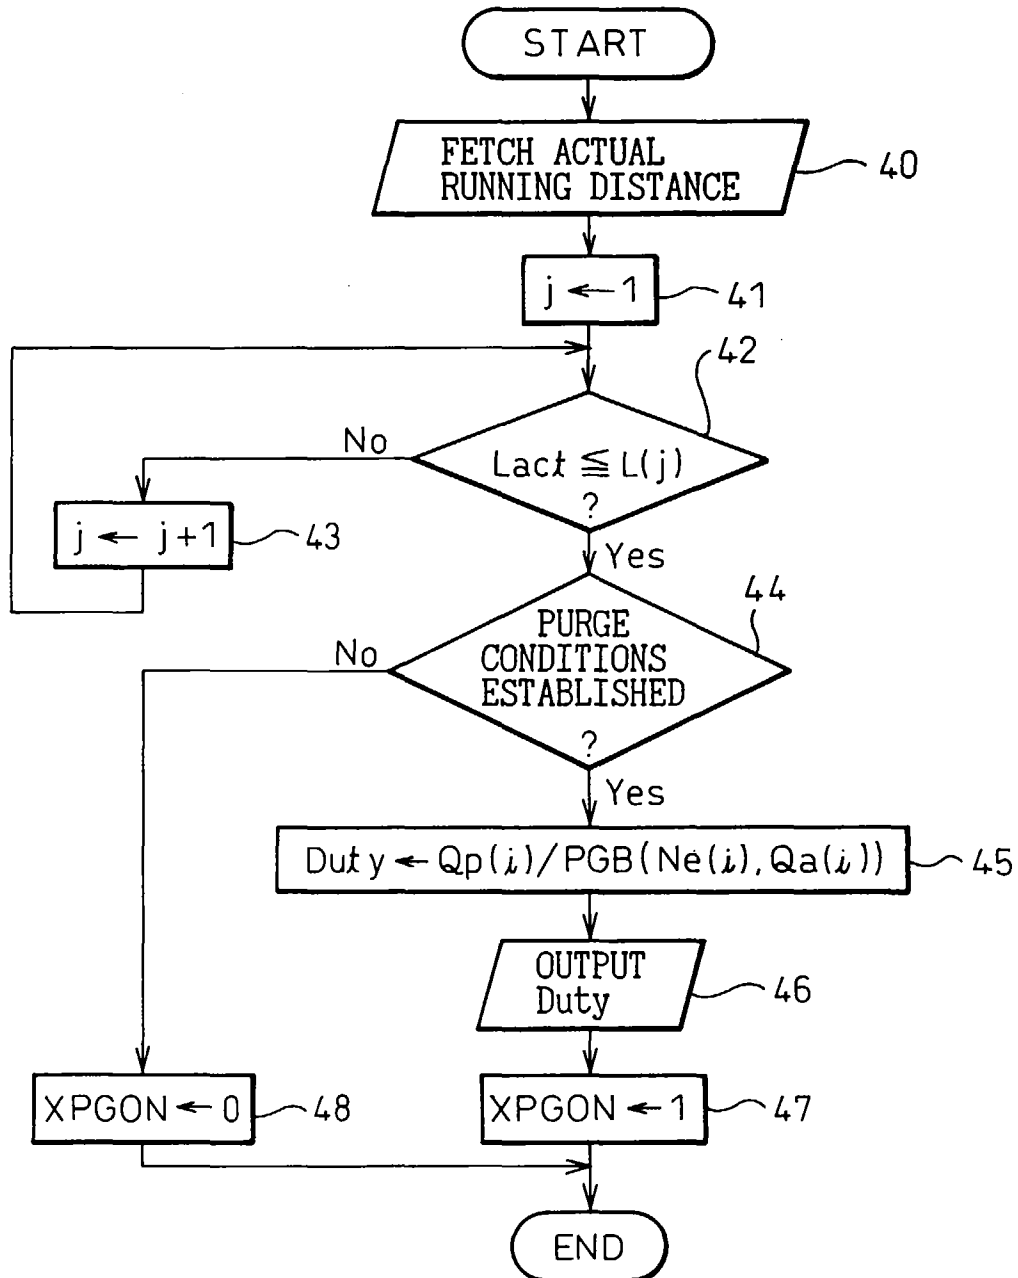 START
FETCH ACTUAL
RUNNING DISTANCE
40
j ← 1
41
42
No
Lact ≦ L(j)
?
j ← j+1
43
Yes
44
No
PURGE
CONDITIONS
ESTABLISHED
?
Yes
Duty ← Qp(i)/PGB(Ne(i), Qa(i))
45
OUTPUT
Duty
46
XPGON ← 0
48
XPGON ← 1
47
END